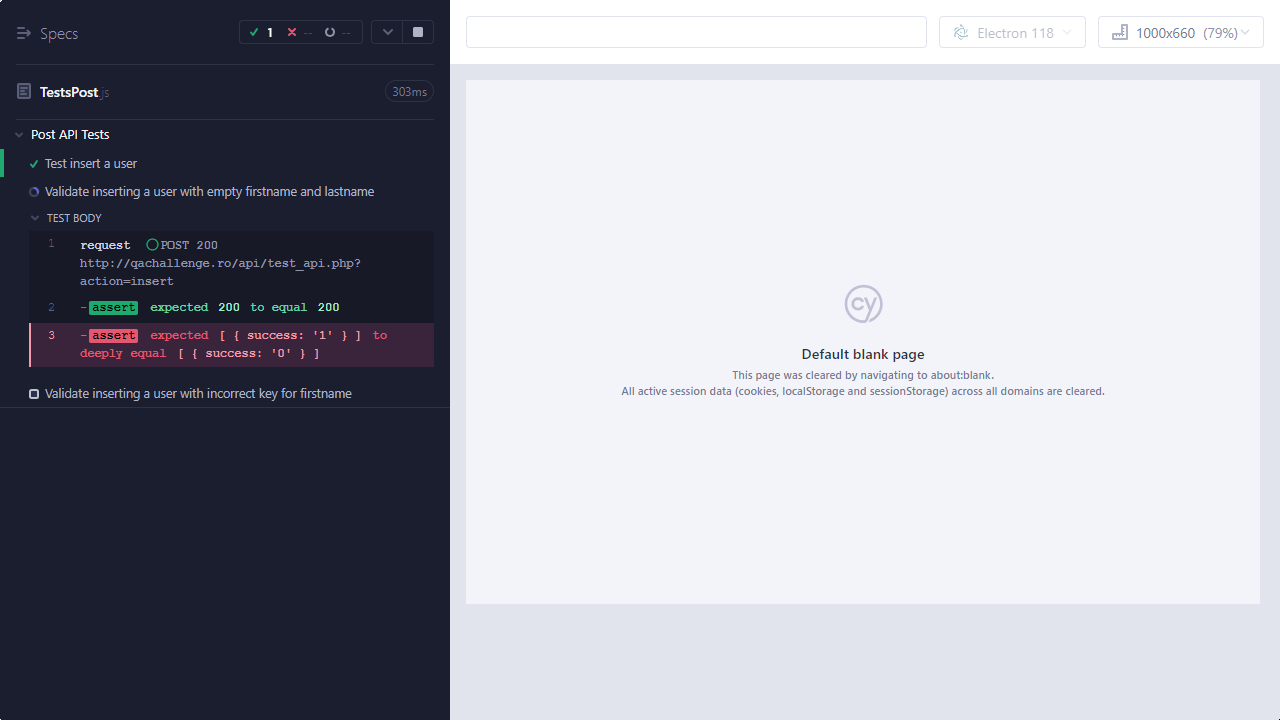 Specs
1 -- --
Electron 118
1000x660 (79%)
TestsPost.js
303ms
Post API Tests
Test insert a user
Validate inserting a user with empty firstname and lastname
TEST BODY
1 request POST 200
http://qachallenge.ro/api/test_api.php?
action=insert
2 -assert expected 200 to equal 200
3 -assert expected [ { success: '1' } ] to
deeply equal [ { success: '0' } ]
Validate inserting a user with incorrect key for firstname
cy
Default blank page
This page was cleared by navigating to about:blank.
All active session data (cookies, localStorage and sessionStorage) across all domains are cleared.